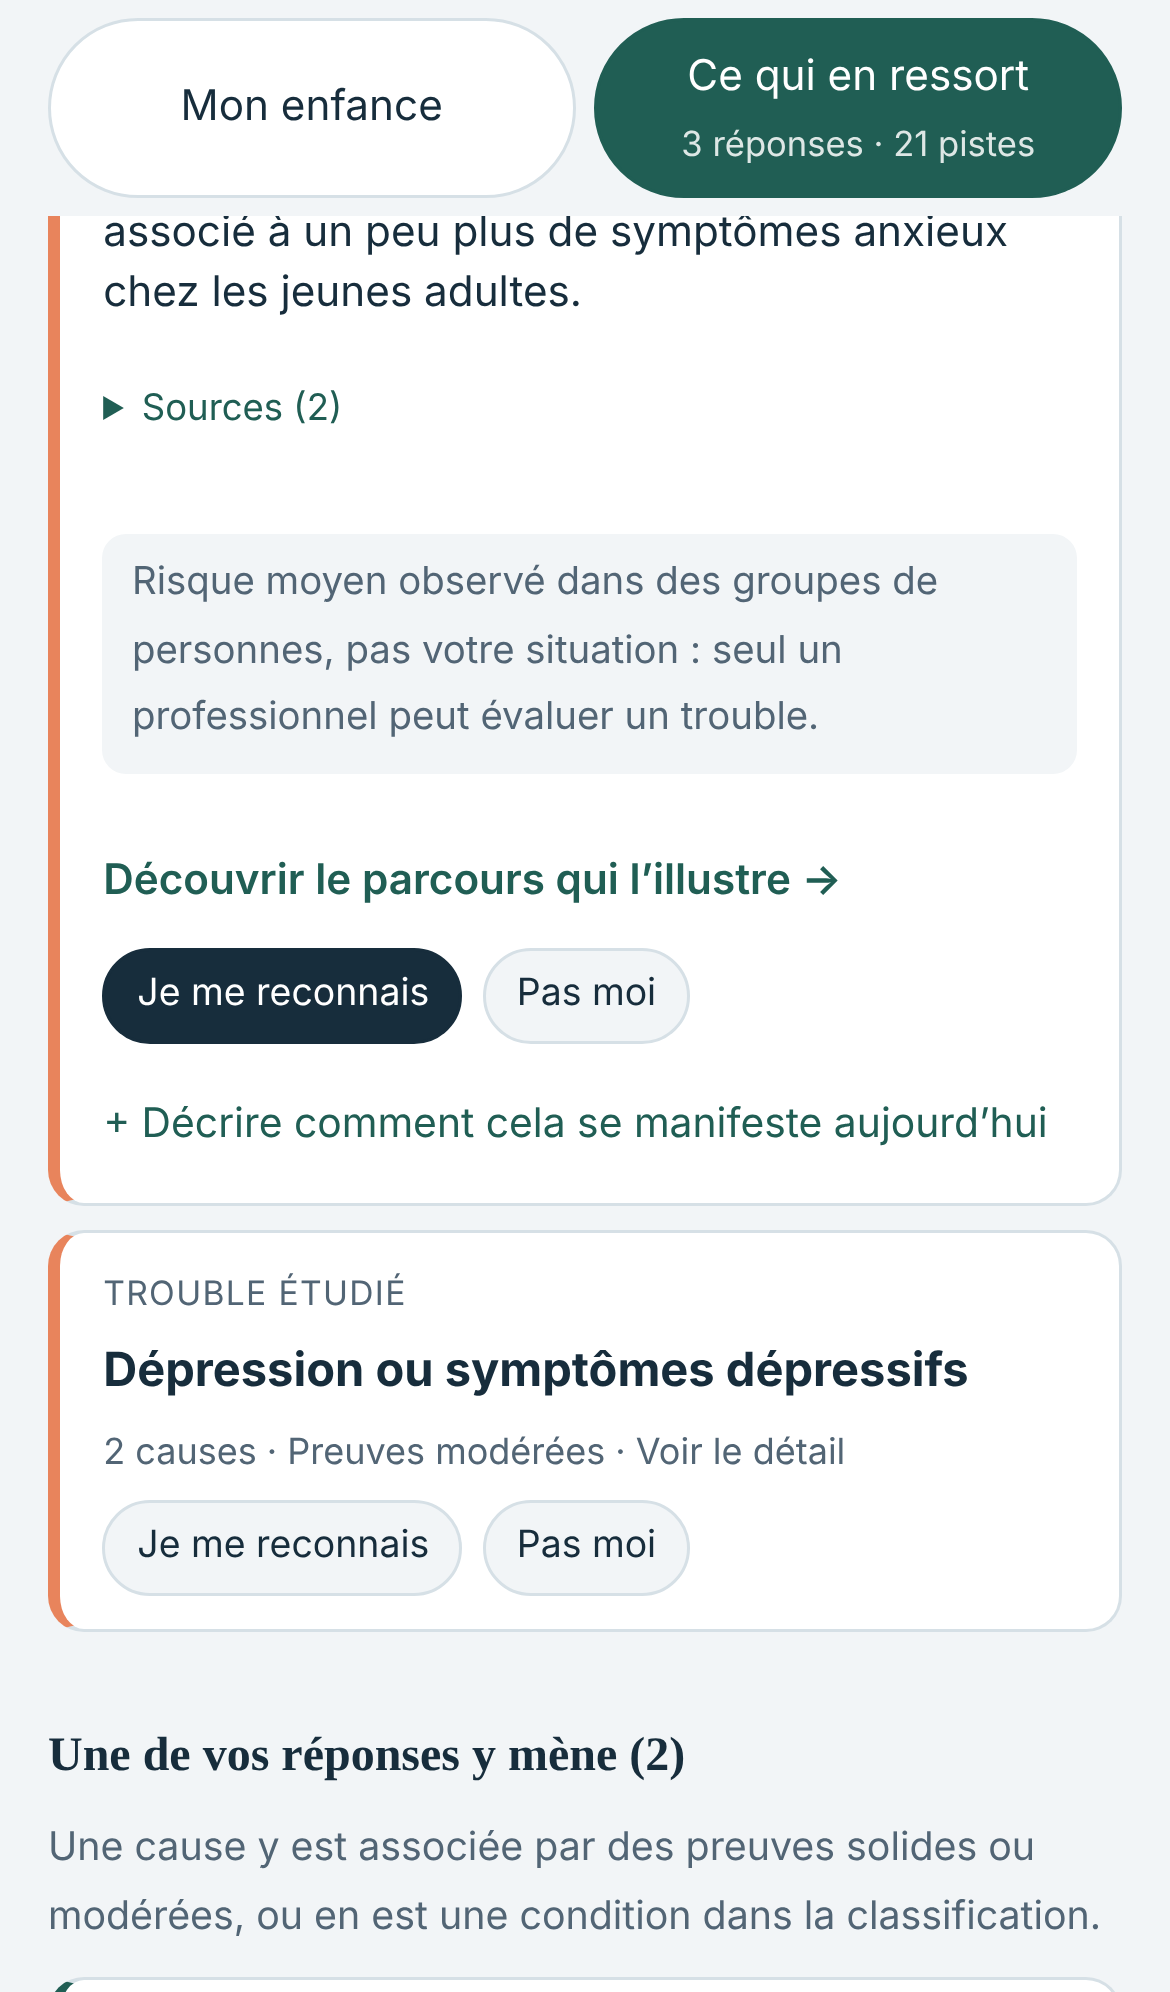 Mon enfance
Ce qui en ressort
3 réponses · 21 pistes
associé à un peu plus de symptômes anxieux
chez les jeunes adultes.
▶ Sources (2)
Risque moyen observé dans des groupes de
personnes, pas votre situation : seul un
professionnel peut évaluer un trouble.
Découvrir le parcours qui l’illustre →
Je me reconnais
Pas moi
+ Décrire comment cela se manifeste aujourd’hui
TROUBLE ÉTUDIÉ
Dépression ou symptômes dépressifs
2 causes · Preuves modérées · Voir le détail
Je me reconnais
Pas moi
Une de vos réponses y mène (2)
Une cause y est associée par des preuves solides ou
modérées, ou en est une condition dans la classification.